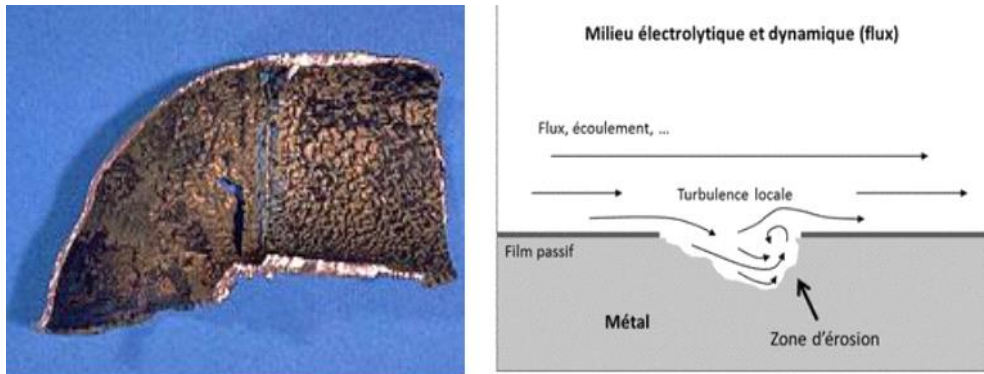 Milieu électrolytique et dynamique (flux)
Flux, écoulement, …
Turbulence locale
Film passif
Métal
Zone d’érosion